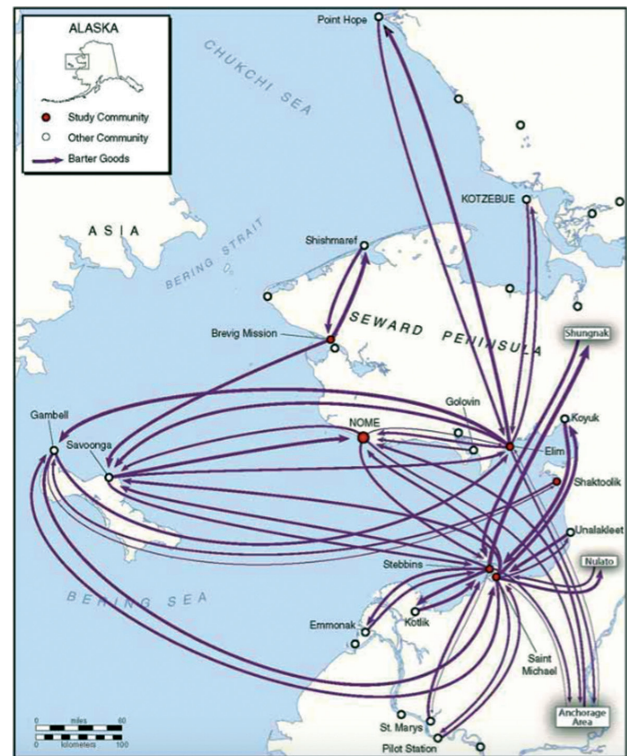 ALASKA
Study Community
Other Community
Barter Goods
Point Hope
CHUKCHI SEA
KOTZEBUE
ASIA
BERING STRAIT
Shishmaref
SEWARD PENINSULA
Brevig Mission
Shungnak
Golovin
Koyuk
NOME
Gambell
Savoonga
Elim
Shaktoolik
Unalakleet
Stebbins
Nulato
BERING SEA
Emmonak
Kotlik
Saint
Michael
St. Marys
Pilot Station
Anchorage
Area
0 miles 60
0 kilometers 100